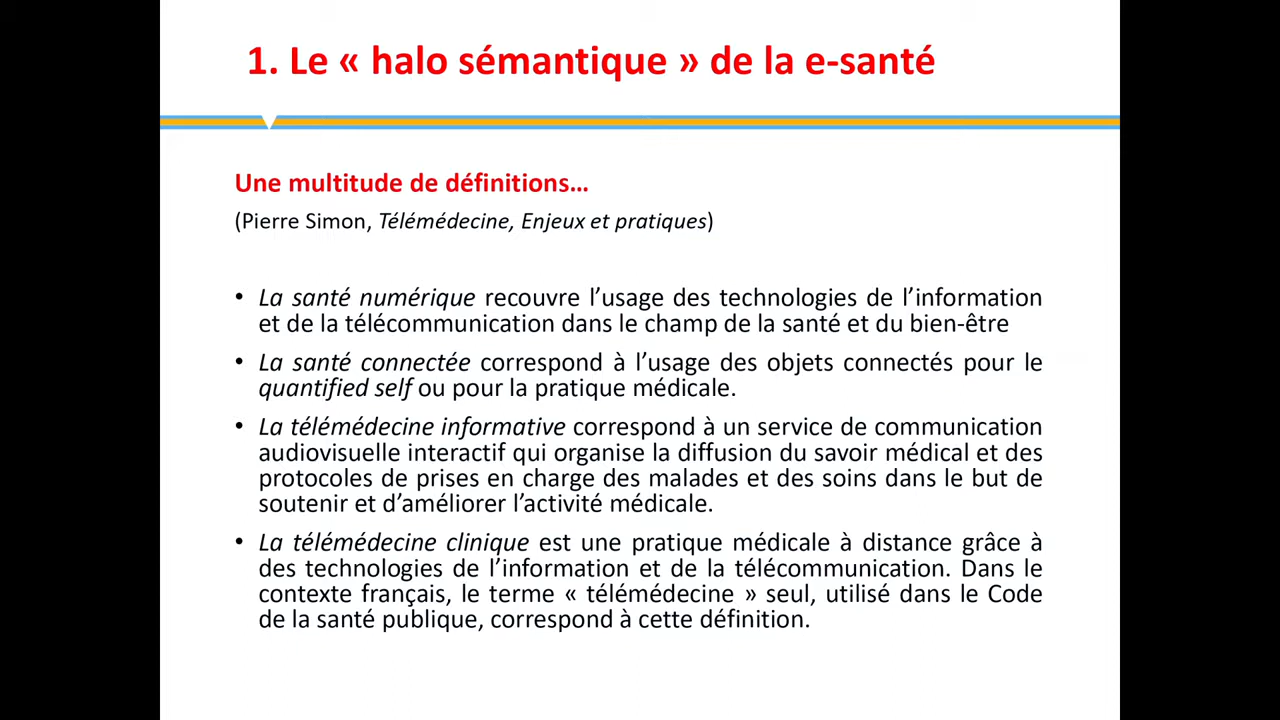 1. Le « halo sémantique » de la e-santé
Une multitude de définitions…
(Pierre Simon, Télémédecine, Enjeux et pratiques)
• La santé numérique recouvre l’usage des technologies de l’information
et de la télécommunication dans le champ de la santé et du bien-être
• La santé connectée correspond à l’usage des objets connectés pour le
quantified self ou pour la pratique médicale.
• La télémédecine informative correspond à un service de communication
audiovisuelle interactif qui organise la diffusion du savoir médical et des
protocoles de prises en charge des malades et des soins dans le but de
soutenir et d’améliorer l’activité médicale.
• La télémédecine clinique est une pratique médicale à distance grâce à
des technologies de l’information et de la télécommunication. Dans le
contexte français, le terme « télémédecine » seul, utilisé dans le Code
de la santé publique, correspond à cette définition.